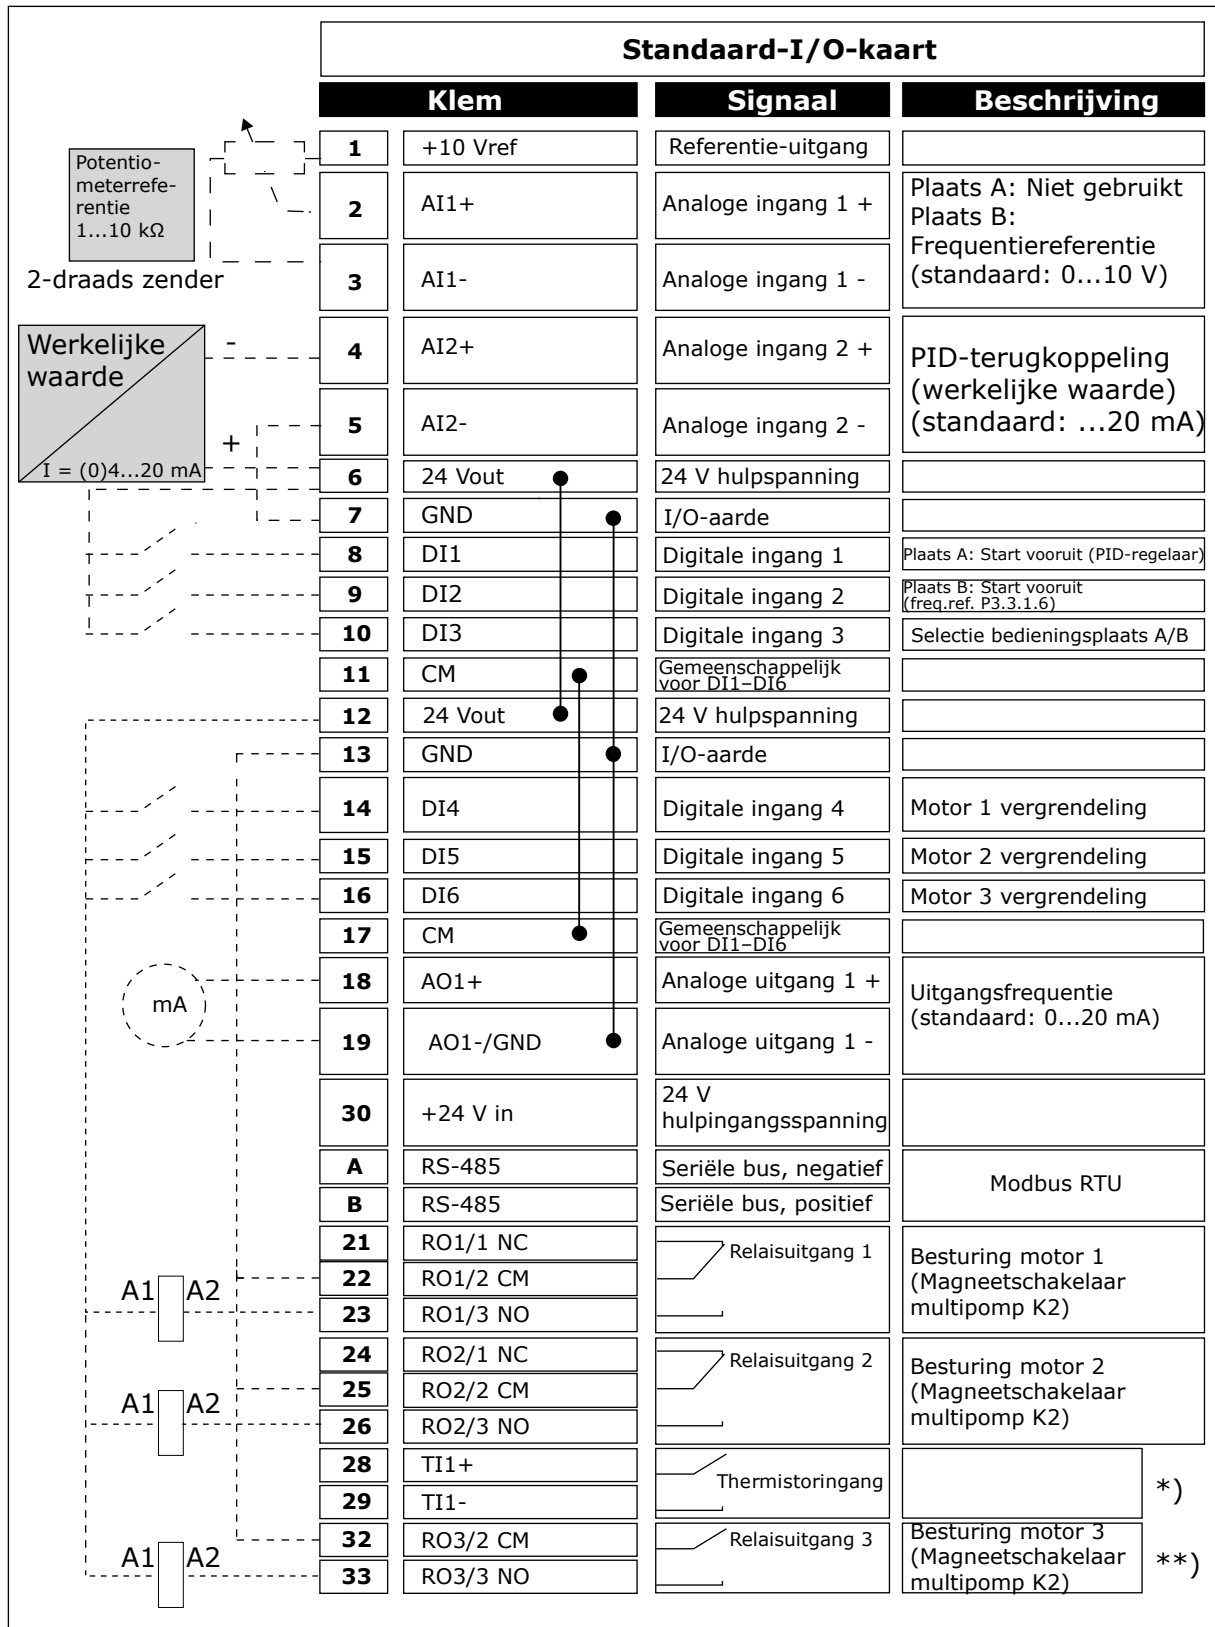 Standaard-I/O-kaart
Klem Signaal Beschrijving
Potentio-
meterrefe-
rentie
1...10 kΩ
2-draads zender
1 +10 Vref Referentie-uitgang
2 AI1+ Analoge ingang 1 +
3 AI1- Analoge ingang 1 -
Plaats A: Niet gebruikt
Plaats B:
Frequentiereferentie
(standaard: 0...10 V)
Werkelijke
waarde
I = (0)4...20 mA
-
+
4 AI2+ Analoge ingang 2 +
5 AI2- Analoge ingang 2 -
PID-terugkoppeling
(werkelijke waarde)
(standaard: ...20 mA)
6 24 Vout 24 V hulpspanning
7 GND I/O-aarde
8 DI1 Digitale ingang 1 Plaats A: Start vooruit (PID-regelaar)
9 DI2 Digitale ingang 2 Plaats B: Start vooruit
(freq.ref. P3.3.1.6)
10 DI3 Digitale ingang 3 Selectie bedieningsplaats A/B
11 CM Gemeenschappelijk
voor DI1–DI6
12 24 Vout 24 V hulpspanning
13 GND I/O-aarde
14 DI4 Digitale ingang 4 Motor 1 vergrendeling
15 DI5 Digitale ingang 5 Motor 2 vergrendeling
16 DI6 Digitale ingang 6 Motor 3 vergrendeling
17 CM Gemeenschappelijk
voor DI1–DI6
mA
18 AO1+ Analoge uitgang 1 +
19 AO1-/GND Analoge uitgang 1 -
Uitgangsfrequentie
(standaard: 0...20 mA)
30 +24 V in 24 V
hulpingangsspanning
A RS-485 Seriële bus, negatief
B RS-485 Seriële bus, positief
Modbus RTU
21 RO1/1 NC Relaisuitgang 1
22 RO1/2 CM
23 RO1/3 NO
A1 A2
Besturing motor 1
(Magneetschakelaar
multipomp K2)
24 RO2/1 NC Relaisuitgang 2
25 RO2/2 CM
26 RO2/3 NO
A1 A2
Besturing motor 2
(Magneetschakelaar
multipomp K2)
28 TI1+ Thermistoringang
29 TI1-
*)
32 RO3/2 CM Relaisuitgang 3
33 RO3/3 NO
A1 A2
Besturing motor 3
(Magneetschakelaar
multipomp K2)
**)